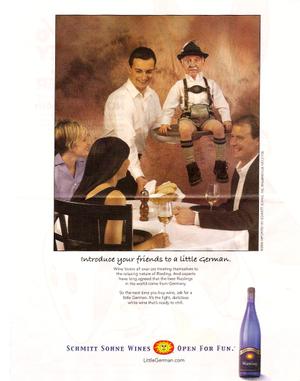 Introduce your friends to a little German.
Wine lovers all over are treating themselves to
the relaxing nature of Riesling. And experts
have long agreed that the best Rieslings
in the world come from Germany.
So the next time you buy wine, ask for a
little German. It's the light, delicious
white wine that's ready to chill.
SCHMITT SOHNE WINES OPEN FOR FUN.
LittleGerman.com
Riesling